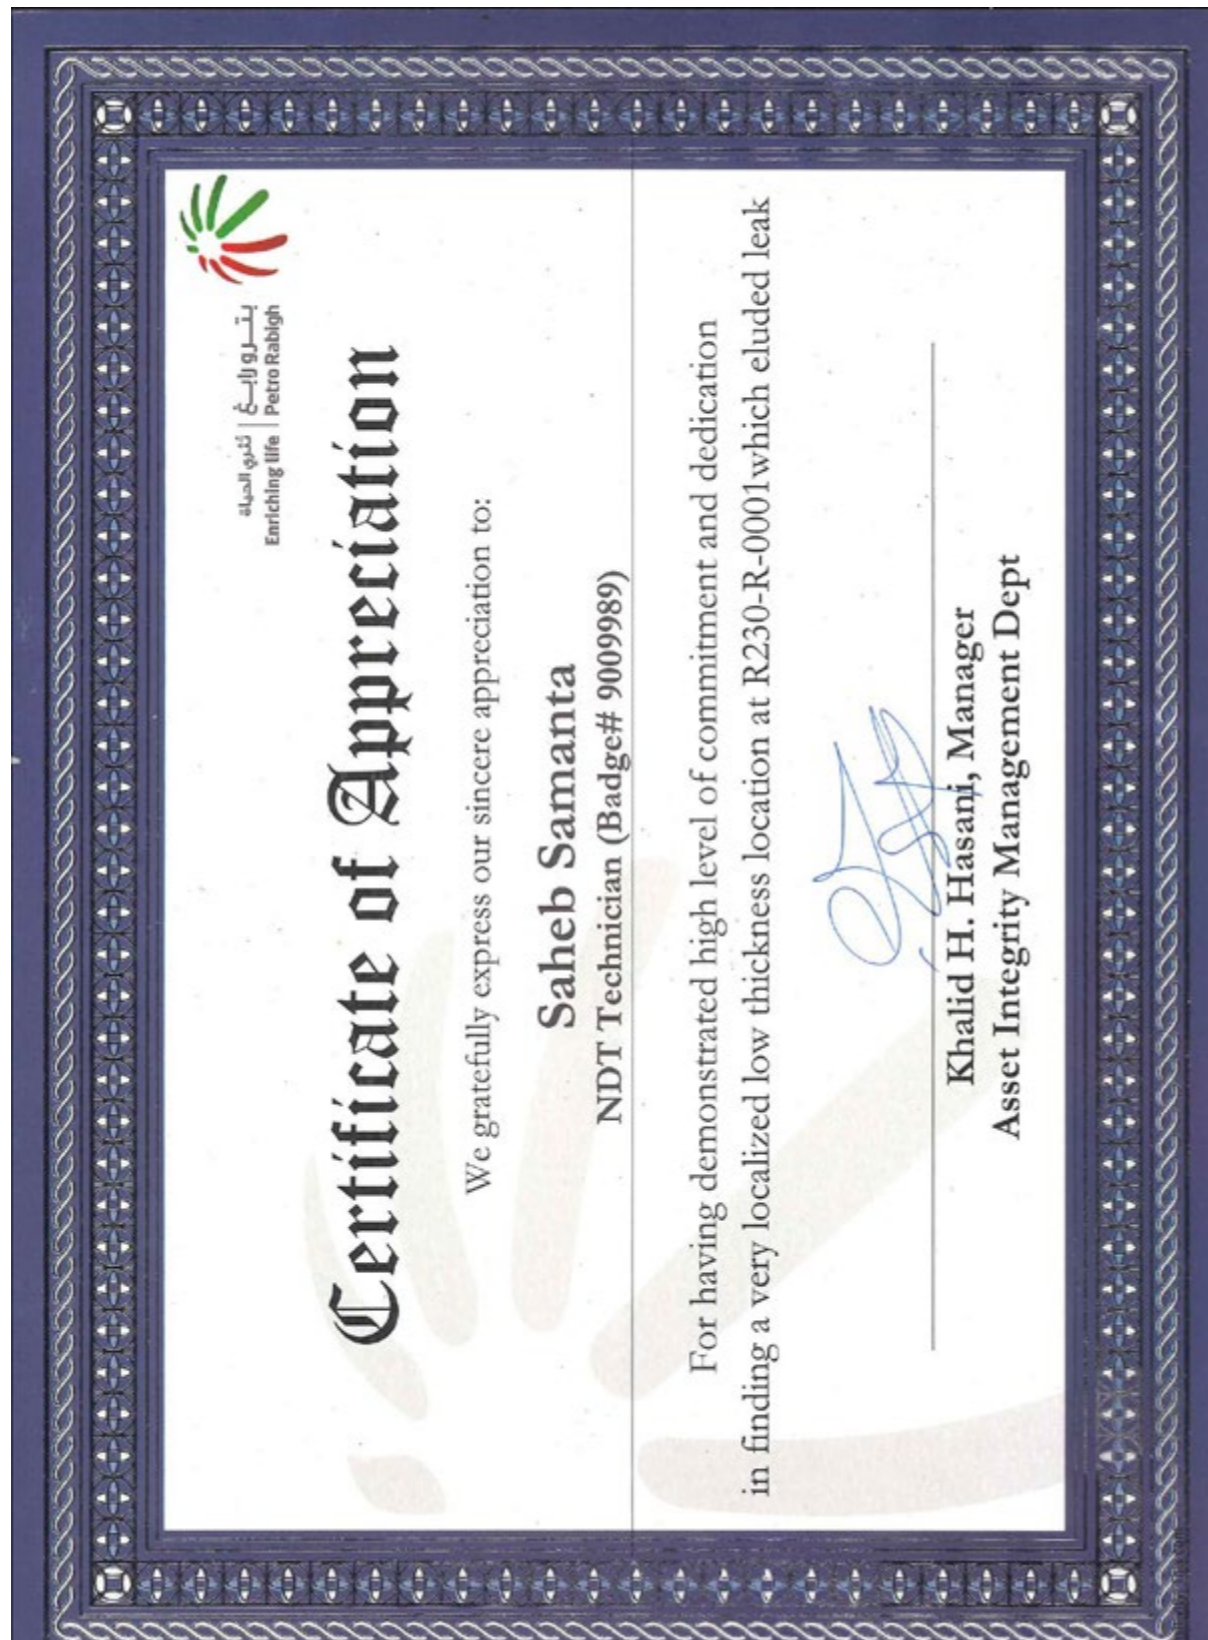 نثري الحياة | بترورابغ
Enriching life | Petro Rabigh
Certificate of Appreciation
We gratefully express our sincere appreciation to:
Saheb Samanta
NDT Technician (Badge# 9009989)
For having demonstrated high level of commitment and dedication
in finding a very localized low thickness location at R230-R-0001which eluded leak
Khalid H. Hasani, Manager
Asset Integrity Management Dept